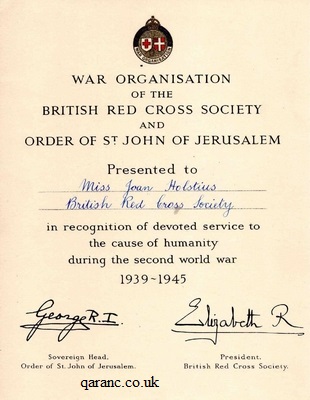 WAR ORGANISATION
WAR ORGANISATION
OF THE
BRITISH RED CROSS SOCIETY
AND
ORDER OF ST JOHN OF JERUSALEM
Presented to
Miss Joan Holstius
British Red Cross Society
in recognition of devoted service to
the cause of humanity
during the second world war
1939-1945
George R.I.
Elizabeth R
Sovereign Head,
Order of St. John of Jerusalem.
President,
British Red Cross Society.
qaranc.co.uk